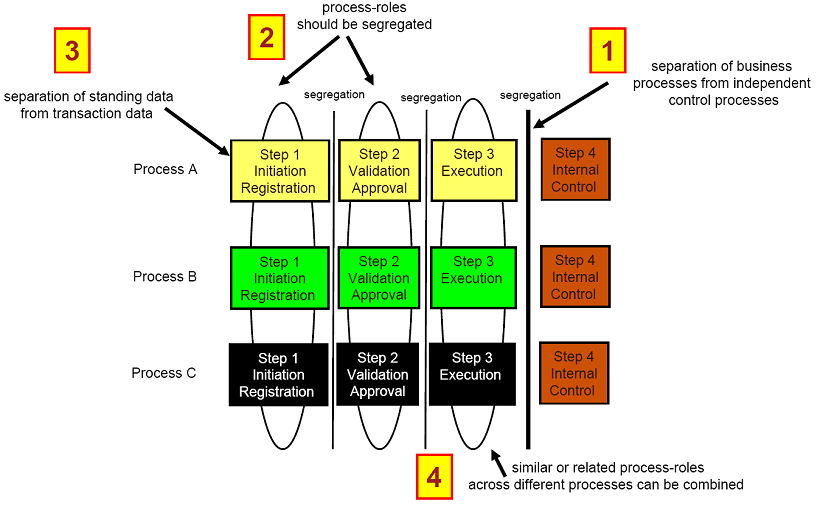 process-roles
should be segregated
2
3
1
separation of standing data
from transaction data
separation of business
processes from independent
control processes
segregation
segregation
segregation
Process A
Step 1
Initiation
Registration
Step 2
Validation
Approval
Step 3
Execution
Step 4
Internal
Control
Process B
Step 1
Initiation
Registration
Step 2
Validation
Approval
Step 3
Execution
Step 4
Internal
Control
Process C
Step 1
Initiation
Registration
Step 2
Validation
Approval
Step 3
Execution
Step 4
Internal
Control
4
similar or related process-roles
across different processes can be combined